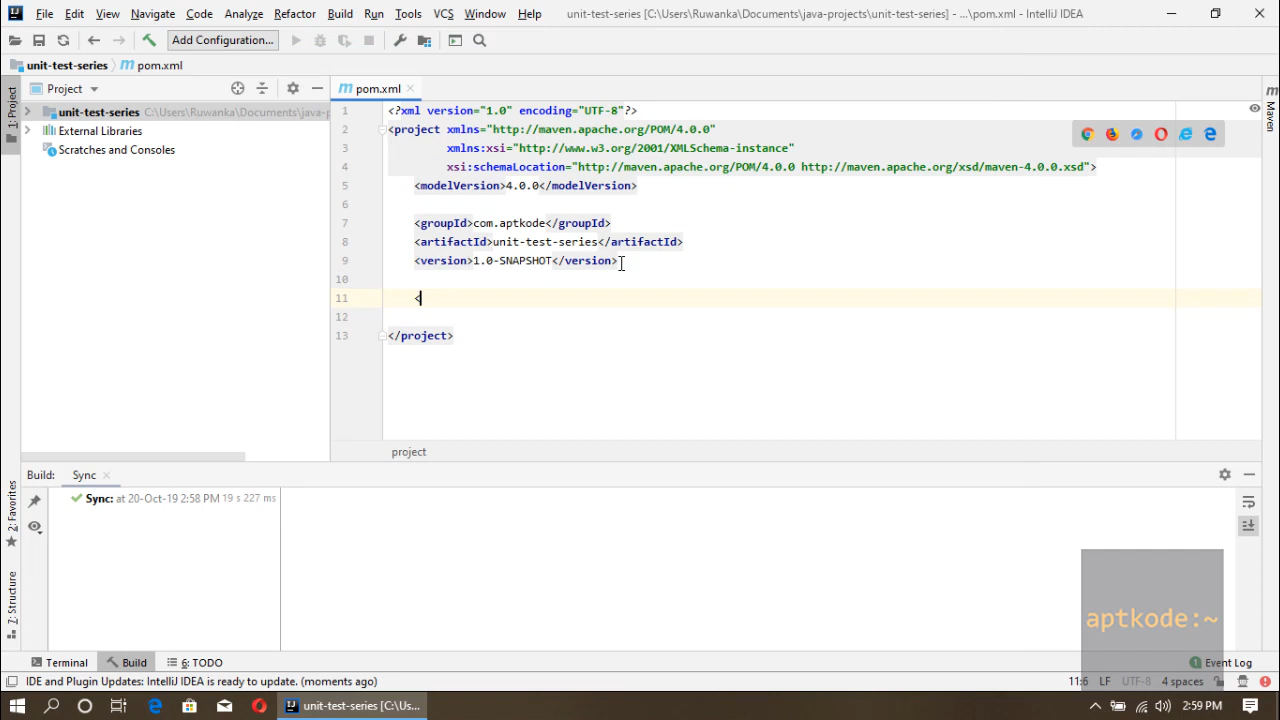 File Edit View Navigate Code Analyze Refactor Build Run Tools VCS Window Help unit-test-series [C:\Users\Ruwanka\Documents\java-projects\unit-test-series] - ...\pom.xml - IntelliJ IDEA
Add Configuration...
unit-test-series pom.xml
1: Project
Project
pom.xml
Maven
unit-test-series C:\Users\Ruwanka\Documents\java-p
External Libraries
Scratches and Consoles
1 <?xml version="1.0" encoding="UTF-8"?>
2 <project xmlns="http://maven.apache.org/POM/4.0.0"
3 xmlns:xsi="http://www.w3.org/2001/XMLSchema-instance"
4 xsi:schemaLocation="http://maven.apache.org/POM/4.0.0 http://maven.apache.org/xsd/maven-4.0.0.xsd">
5 <modelVersion>4.0.0</modelVersion>
6
7 <groupId>com.aptkode</groupId>
8 <artifactId>unit-test-series</artifactId>
9 <version>1.0-SNAPSHOT</version>
10
11 <
12
13 </project>
project
Build: Sync
Sync: at 20-Oct-19 2:58 PM 19 s 227 ms
2: Favorites
7: Structure
aptkode:~
Terminal Build 6: TODO Event Log
IDE and Plugin Updates: IntelliJ IDEA is ready to update. (moments ago) 11:6 LF UTF-8 4 spaces
unit-test-series [C:\Us... 2:59 PM